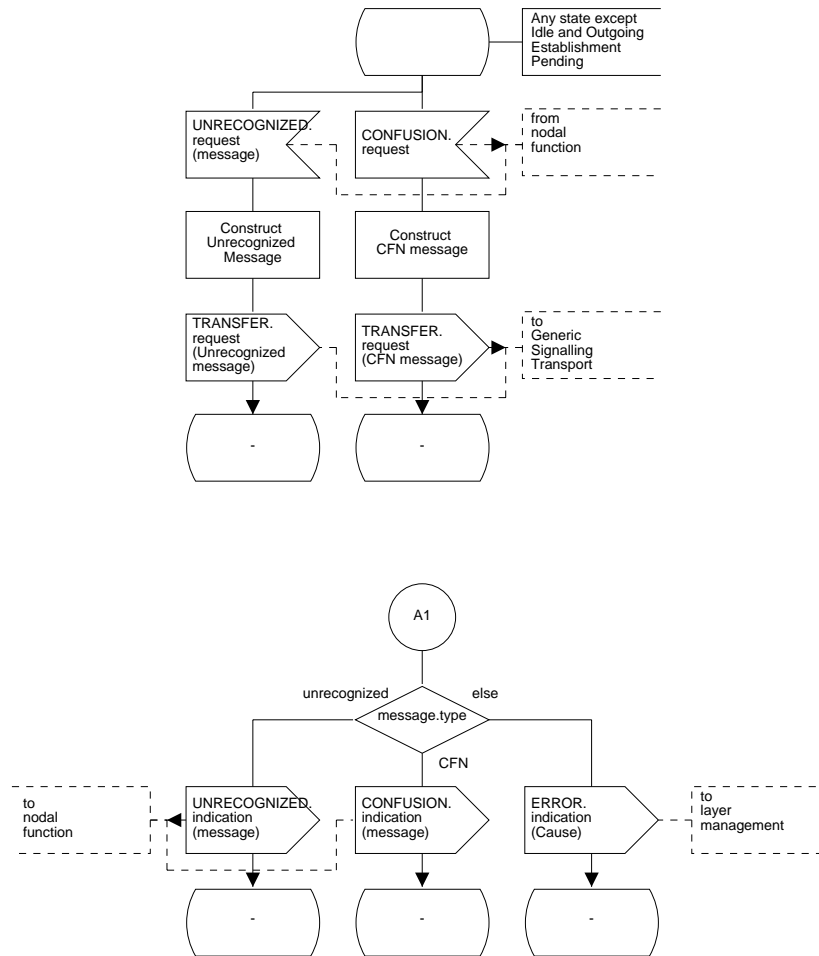 Any state except
Idle and Outgoing
Establishment
Pending
UNRECOGNIZED.
request
(message)
CONFUSION.
request
from
nodal
function
Construct
Unrecognized
Message
Construct
CFN message
TRANSFER.
request
(Unrecognized
message)
TRANSFER.
request
(CFN message)
to
Generic
Signalling
Transport
-
-
A1
unrecognized
else
message.type
CFN
to
nodal
function
UNRECOGNIZED.
indication
(message)
CONFUSION.
indication
(message)
ERROR.
indication
(Cause)
to
layer
management
-
-
-